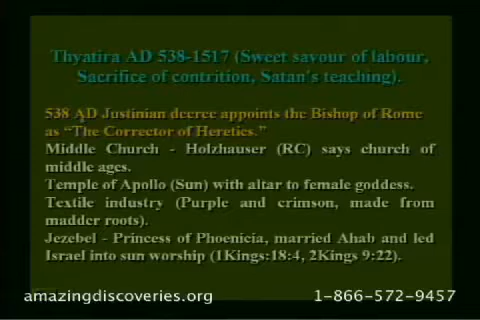 Thyatira AD 538-1517 (Sweet savour of labour,
Sacrifice of contrition, Satan's teaching).
538 AD Justinian decree appoints the Bishop of Rome
as “The Corrector of Heretics.”
Middle Church - Holzhauser (RC) says church of
middle ages.
Temple of Apollo (Sun) with altar to female goddess.
Textile industry (Purple and crimson, made from
madder roots).
Jezebel - Princess of Phoenicia, married Ahab and led
Israel into sun worship (1Kings:18:4, 2Kings 9:22).
amazingdiscoveries.org 1-866-572-9457